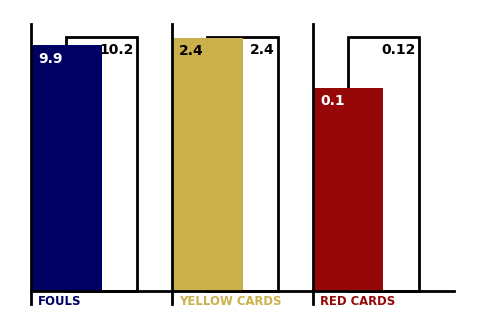 9.9 10.2
2.4 2.4
0.1 0.12
FOULS
YELLOW CARDS
RED CARDS